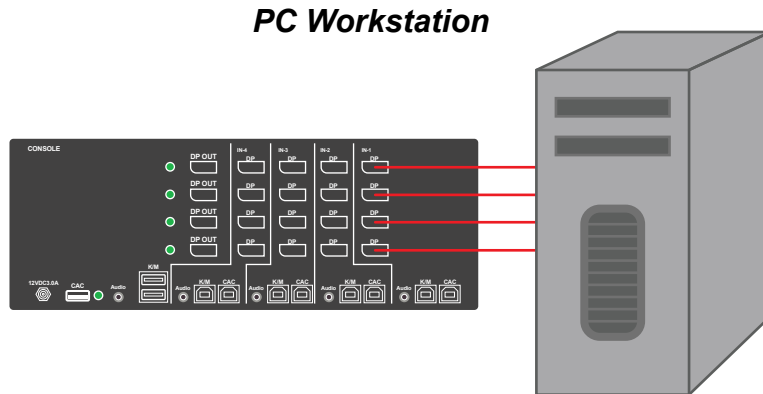 PC Workstation
CONSOLE
IN-4 IN-3 IN-2 IN-1
DP OUT DP DP DP DP
DP OUT DP DP DP DP
DP OUT DP DP DP DP
DP OUT DP DP DP DP
K/M
12VDC3.0A CAC Audio Audio K/M CAC Audio K/M CAC Audio K/M CAC Audio K/M CAC